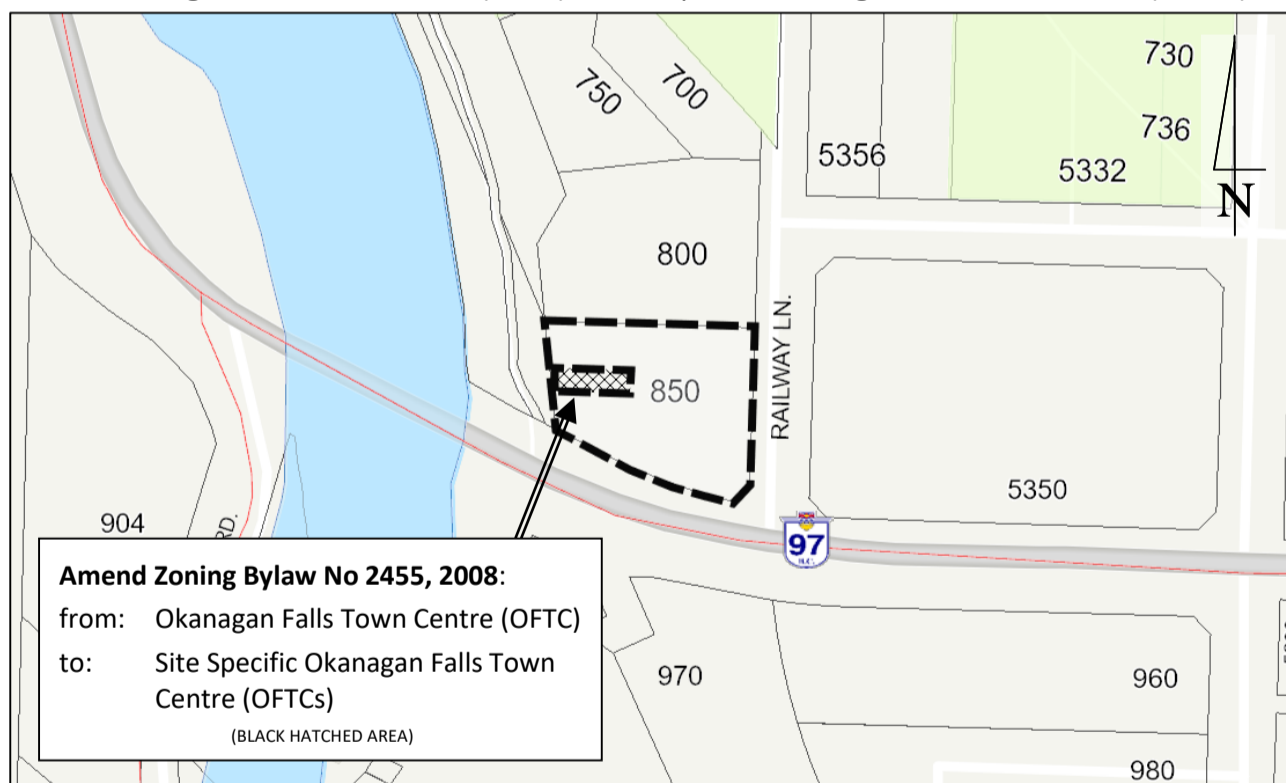 730
700
750
736
5356
5332
N
800
RAILWAY LN.
850
5350
904
RD.
97
Amend Zoning Bylaw No 2455, 2008:
from: Okanagan Falls Town Centre (OFTC)
to: Site Specific Okanagan Falls Town
Centre (OFTCs)
(BLACK HATCHED AREA)
970
960
980